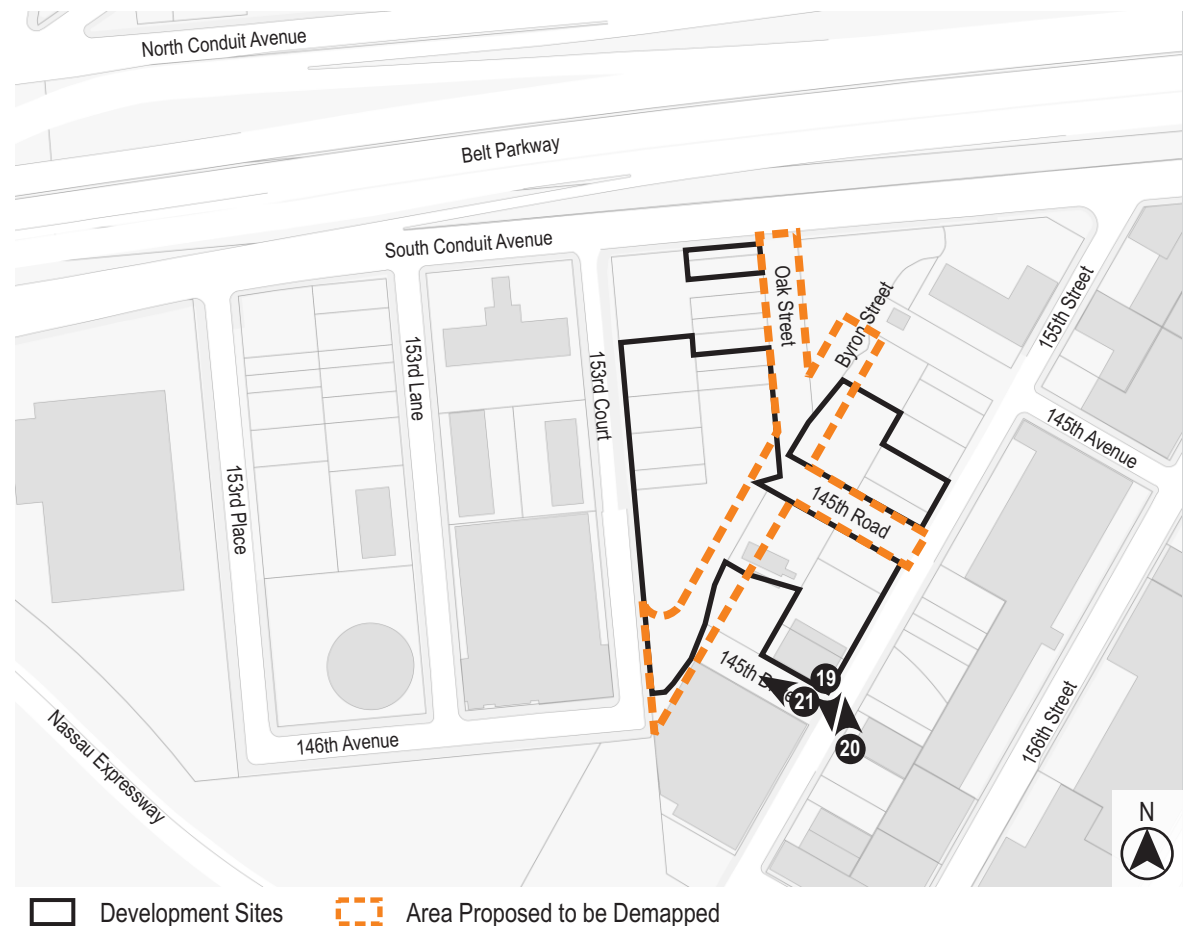 North Conduit Avenue
Belt Parkway
South Conduit Avenue
Oak Street
Byron Street
155th Street
153rd Lane
153rd Court
145th Avenue
153rd Place
145th Road
145th
19
21
20
156th Street
146th Avenue
Nassau Expressway
N
Development Sites
Area Proposed to be Demapped